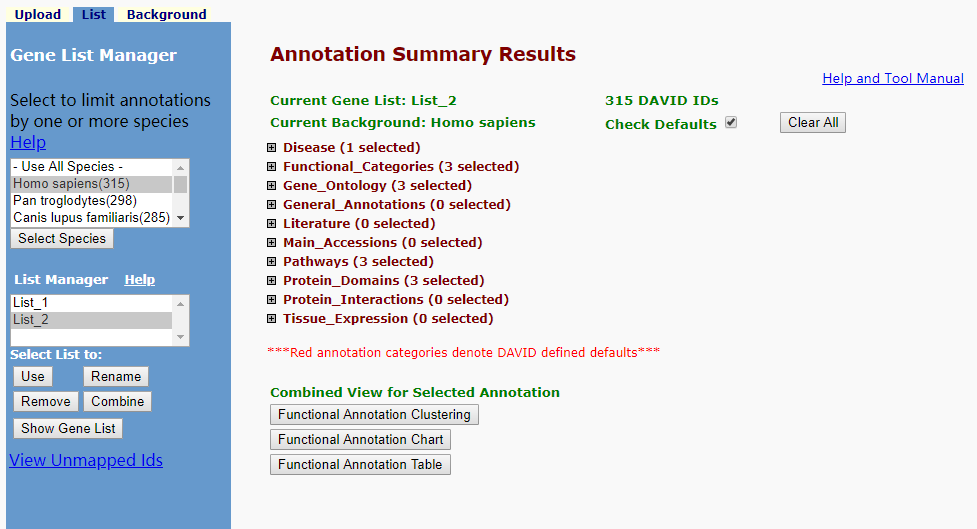 Upload List Background
Gene List Manager
Select to limit annotations
by one or more species
Help
- Use All Species -
Homo sapiens(315)
Pan troglodytes(298)
Canis lupus familiaris(285)
Select Species
List Manager Help
List_1
List_2
Select List to:
Use Rename
Remove Combine
Show Gene List
View Unmapped Ids
Annotation Summary Results
Help and Tool Manual
Current Gene List: List_2 315 DAVID IDs
Current Background: Homo sapiens Check Defaults Clear All
Disease (1 selected)
Functional_Categories (3 selected)
Gene_Ontology (3 selected)
General_Annotations (0 selected)
Literature (0 selected)
Main_Accessions (0 selected)
Pathways (3 selected)
Protein_Domains (3 selected)
Protein_Interactions (0 selected)
Tissue_Expression (0 selected)
***Red annotation categories denote DAVID defined defaults***
Combined View for Selected Annotation
Functional Annotation Clustering
Functional Annotation Chart
Functional Annotation Table